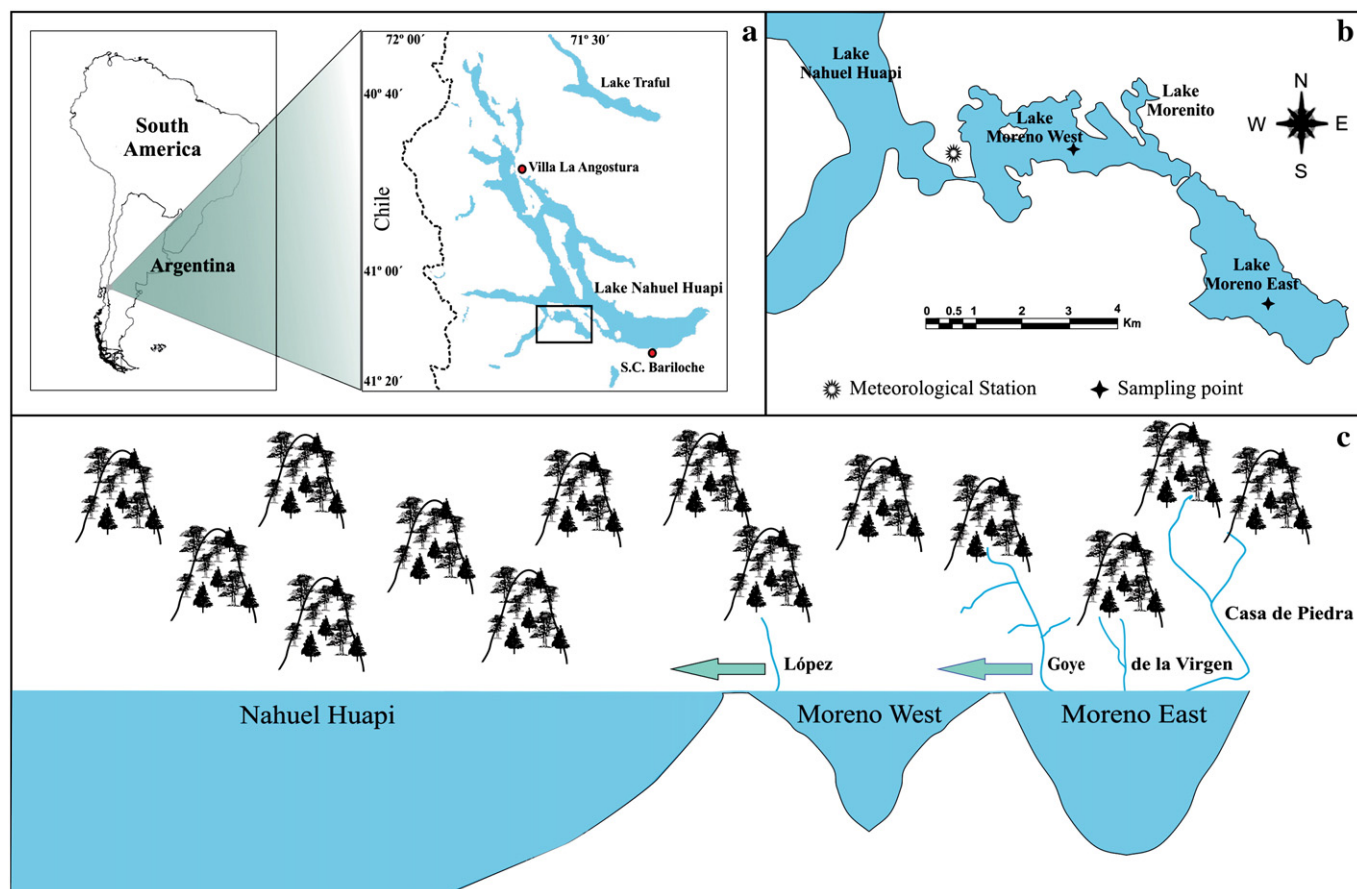 a
72º 00´
71º 30´
40º 40´
Lake Traful
South
America
Villa La Angostura
Chile
Argentina
41º 00´
Lake Nahuel Huapi
S.C. Bariloche
41º 20´
b
Lake
Nahuel Huapi
Lake
Moreno West
Lake
Morenito
N
W
E
S
Lake
Moreno East
0 0.5 1 2 3 4
Km
Meteorological Station
Sampling point
c
Casa de Piedra
López
Goye
de la Virgen
Nahuel Huapi
Moreno West
Moreno East